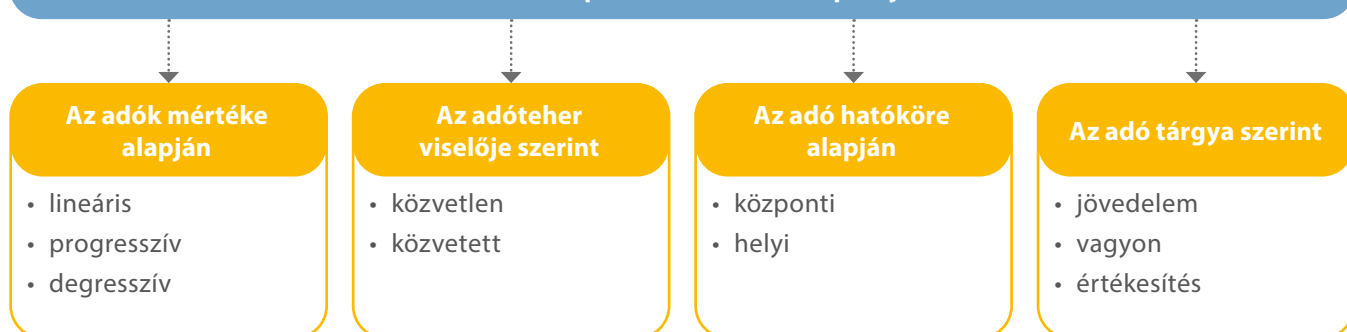 Az adók mértéke
alapján
• lineáris
• progresszív
• degresszív
Az adóteher
viselője szerint
• közvetlen
• közvetett
Az adó hatóköre
alapján
• központi
• helyi
Az adó tárgya szerint
• jövedelem
• vagyon
• értékesítés